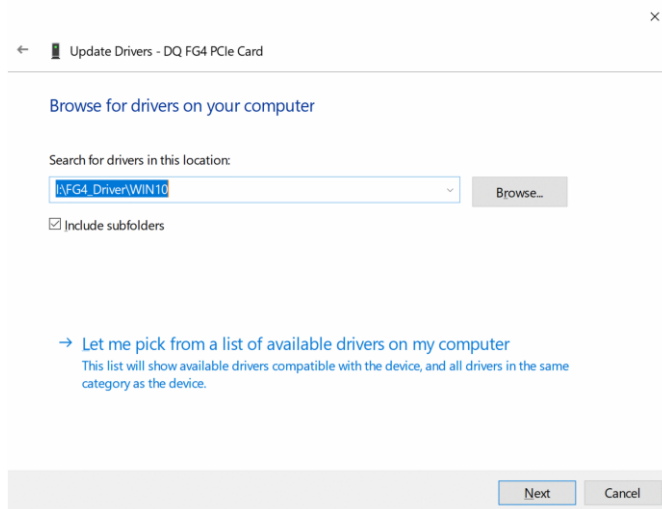 Update Drivers - DQ FG4 PCIe Card
Browse for drivers on your computer
Search for drivers in this location:
I:\FG4_Driver\WIN10
Browse...
Include subfolders
Let me pick from a list of available drivers on my computer
This list will show available drivers compatible with the device, and all drivers in the same
category as the device.
Next
Cancel